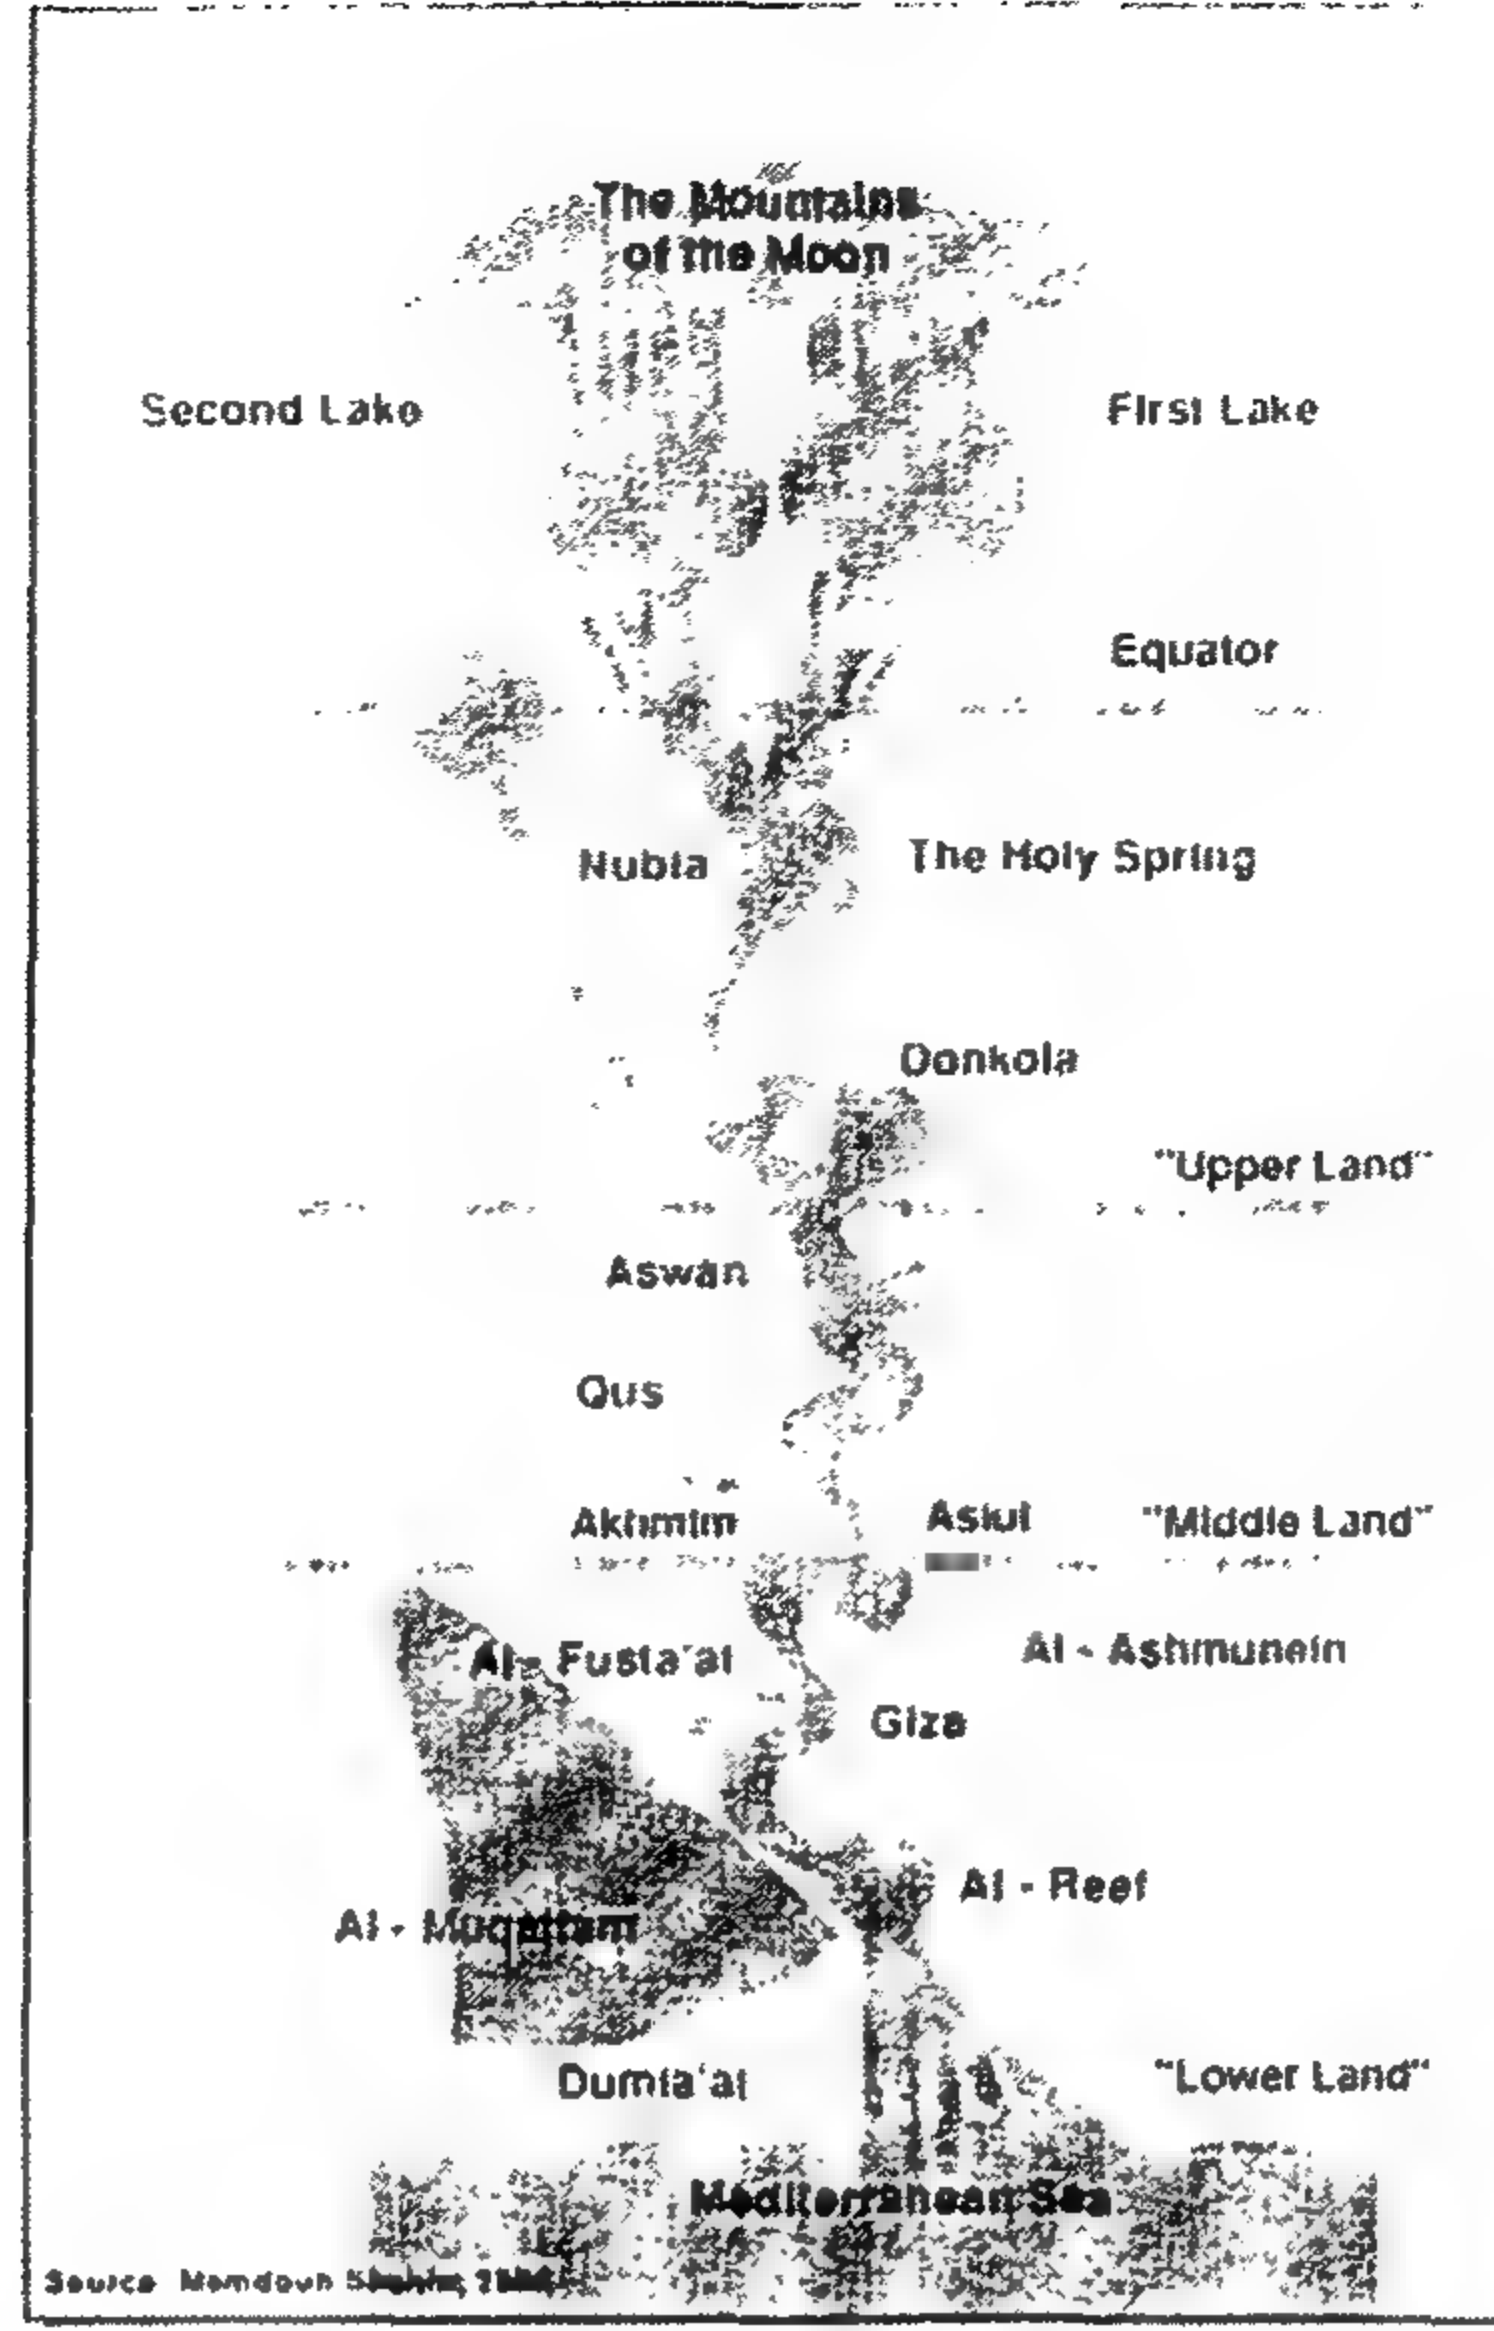 The Mountains
of the Moon
Second Lake
First Lake
Equator
Nubia
The Holy Spring
Donkola
"Upper Land"
Aswan
Qus
Akhmim
Asiut
"Middle Land"
Al - Fusta'at
Al - Ashmunein
Giza
Al - Reef
Al - Muqattam
Dumia'at
"Lower Land"
Mediterranean Sea
Source Mamdouh